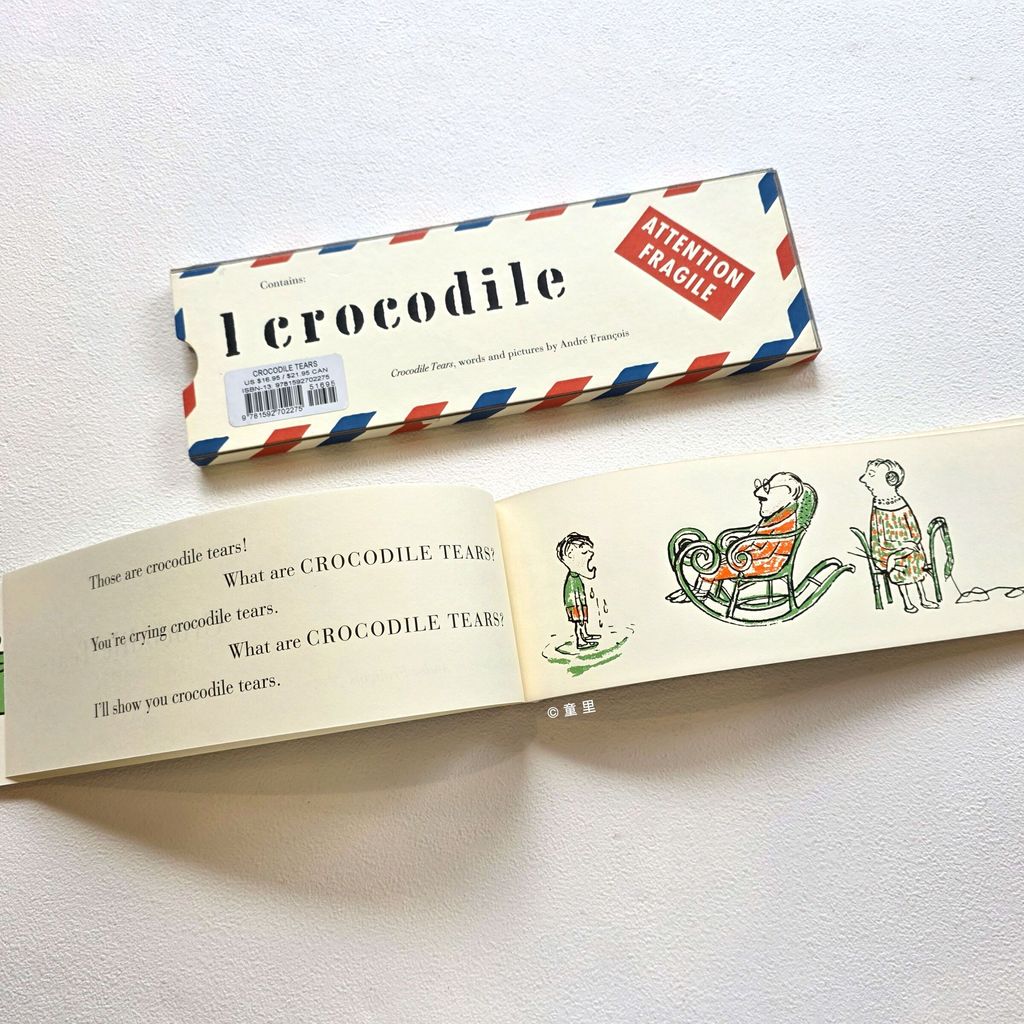 Contains:
1 crocodile
ATTENTION
FRAGILE
Crocodile Tears, words and pictures by André François
CROCODILE TEARS
US $16.95 / $21.95 CAN
ISBN-13: 9781592702275
51695
9 781592 702275
Those are crocodile tears!
What are CROCODILE TEARS?
You're crying crocodile tears.
What are CROCODILE TEARS?
I'll show you crocodile tears.
© 童里